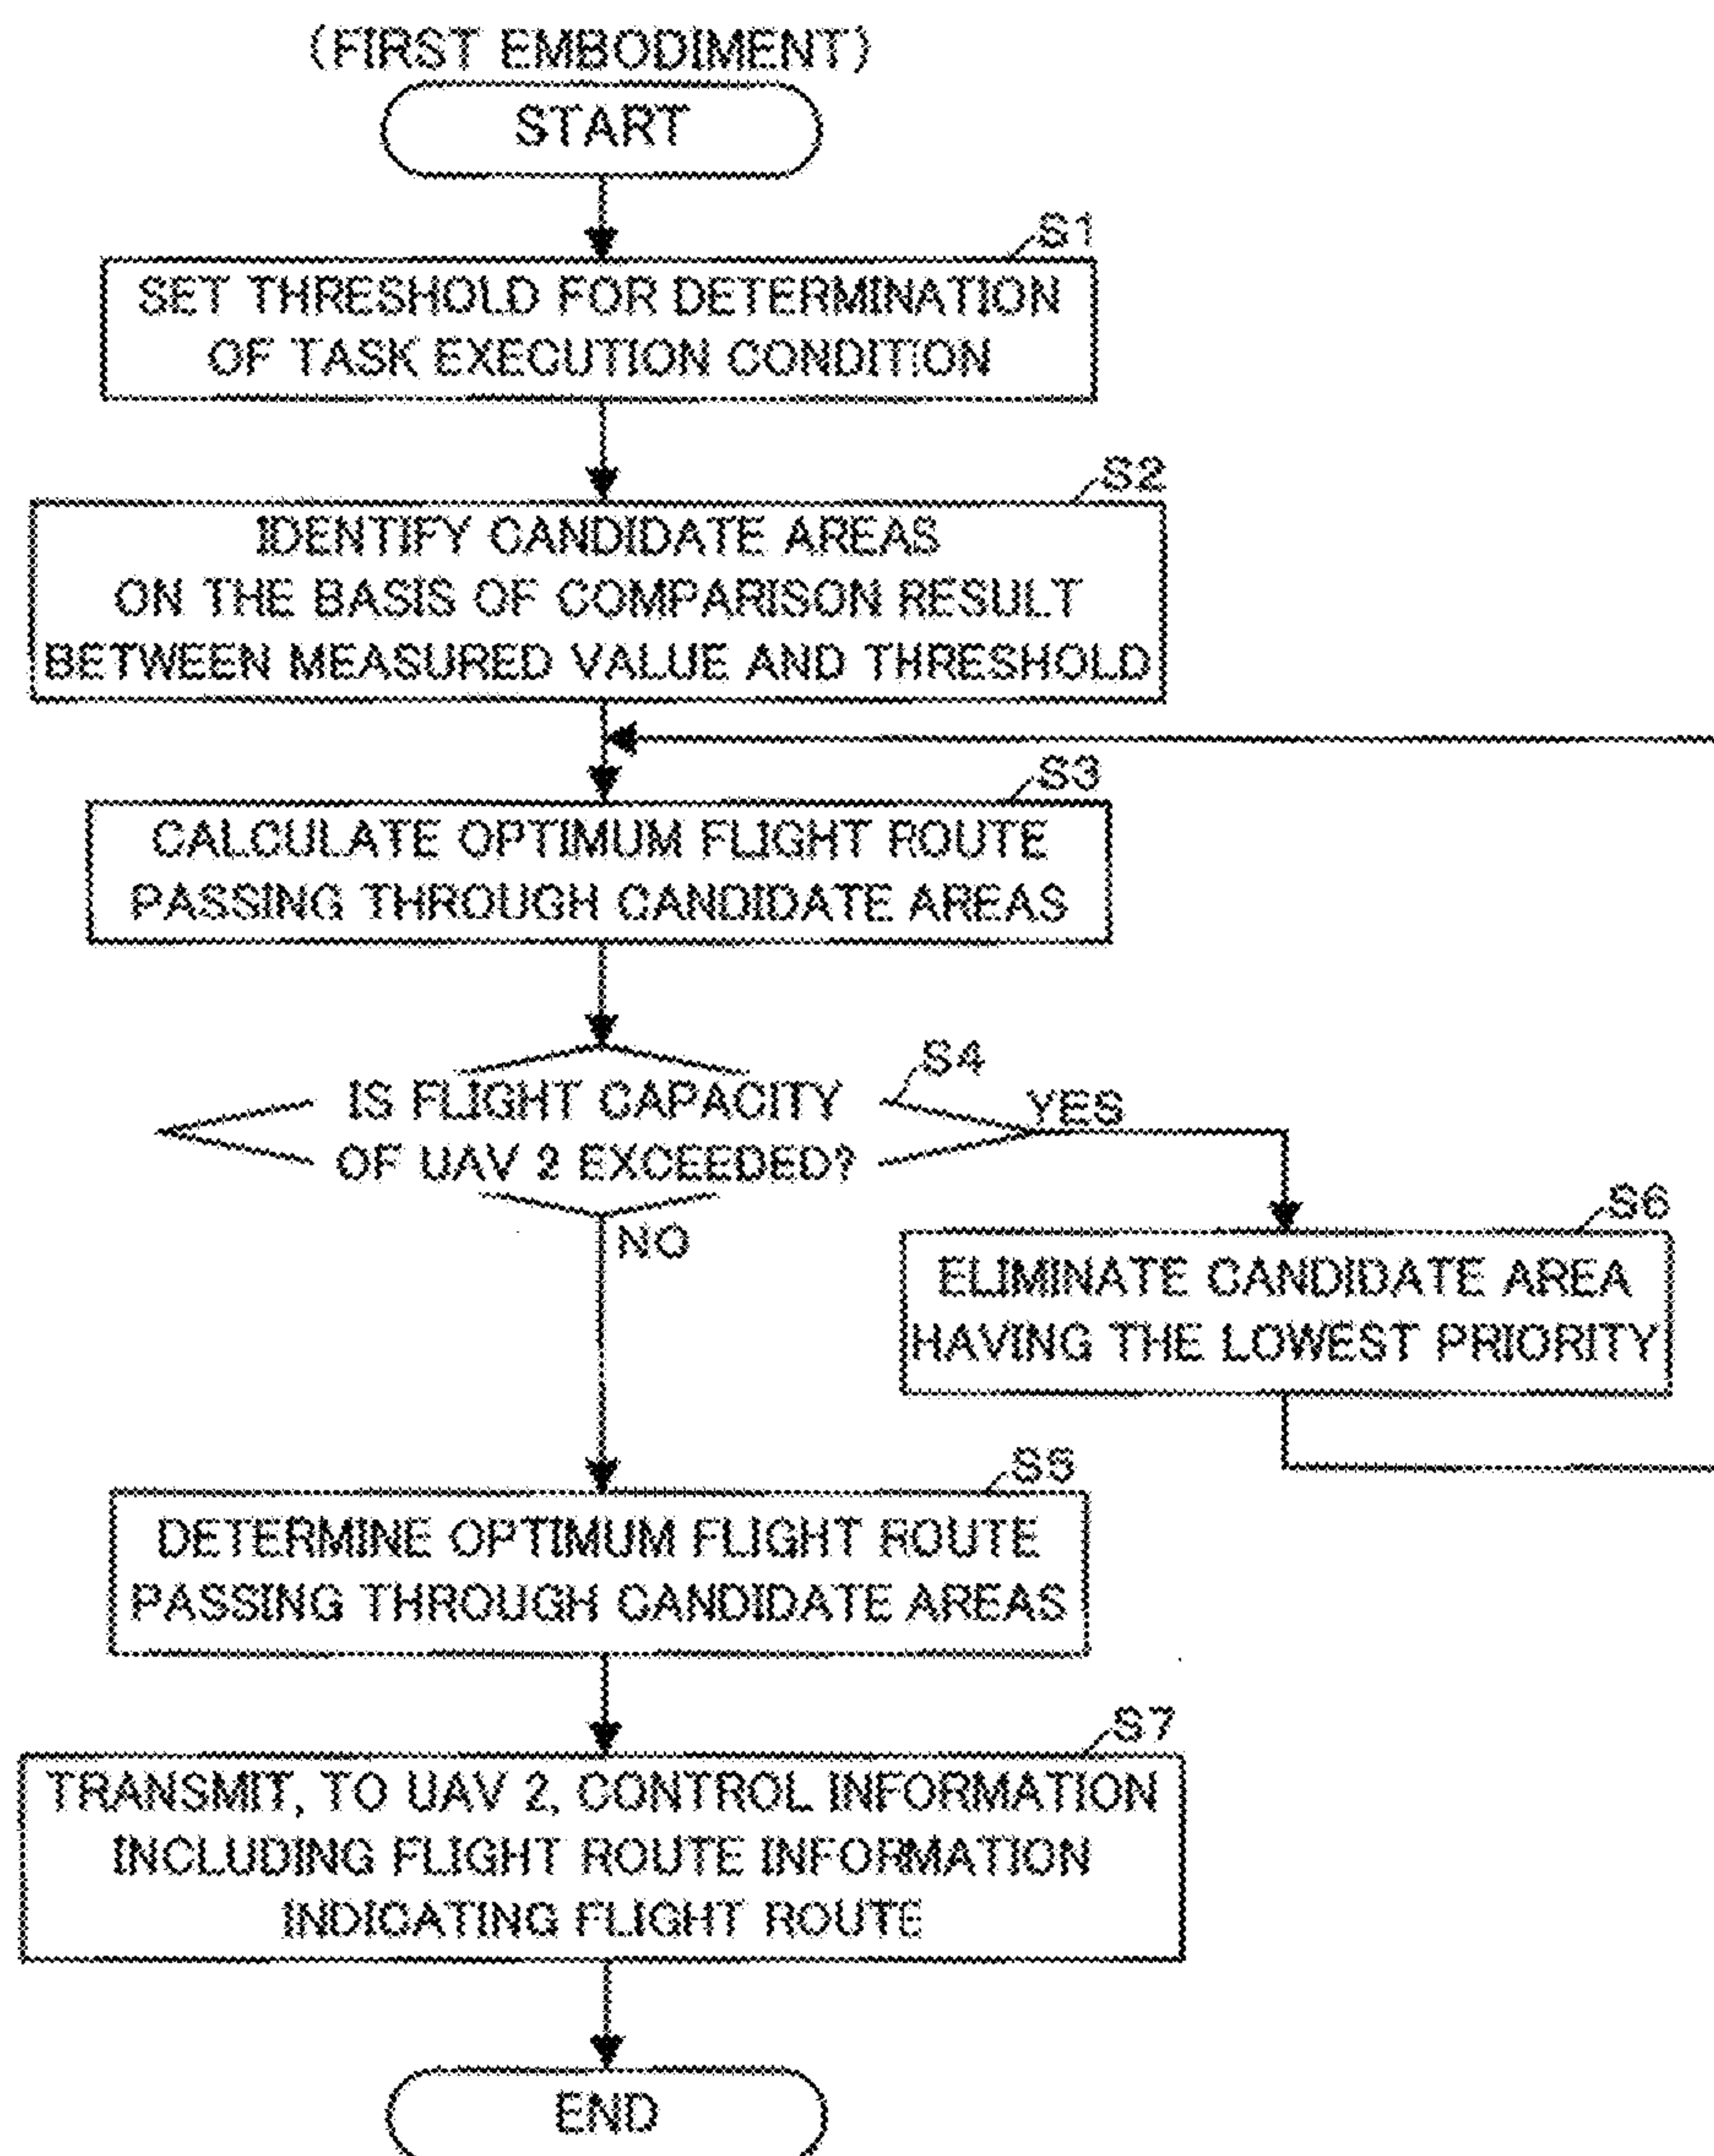 (FIRST EMBODIMENT)
START
S1
SET THRESHOLD FOR DETERMINATION
OF TASK EXECUTION CONDITION
S2
IDENTIFY CANDIDATE AREAS
ON THE BASIS OF COMPARISON RESULT
BETWEEN MEASURED VALUE AND THRESHOLD
S3
CALCULATE OPTIMUM FLIGHT ROUTE
PASSING THROUGH CANDIDATE AREAS
S4
IS FLIGHT CAPACITY
OF UAV 2 EXCEEDED?
YES
NO
S6
ELIMINATE CANDIDATE AREA
HAVING THE LOWEST PRIORITY
S5
DETERMINE OPTIMUM FLIGHT ROUTE
PASSING THROUGH CANDIDATE AREAS
S7
TRANSMIT, TO UAV 2, CONTROL INFORMATION
INCLUDING FLIGHT ROUTE INFORMATION
INDICATING FLIGHT ROUTE
END